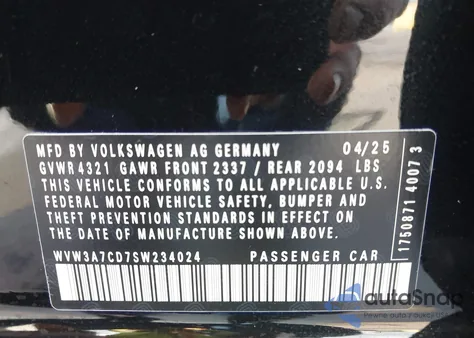 MFD BY VOLKSWAGEN AG GERMANY 04/25
GVWR 4321 GAWR FRONT 2337 / REAR 2094 LBS
THIS VEHICLE CONFORMS TO ALL APPLICABLE U.S.
FEDERAL MOTOR VEHICLE SAFETY, BUMPER AND
THEFT PREVENTION STANDARDS IN EFFECT ON
THE DATE OF MANUFACTURE SHOWN ABOVE
WVW3A7CD7SW234024 PASSENGER CAR
1750871 4007 3
autoSnap